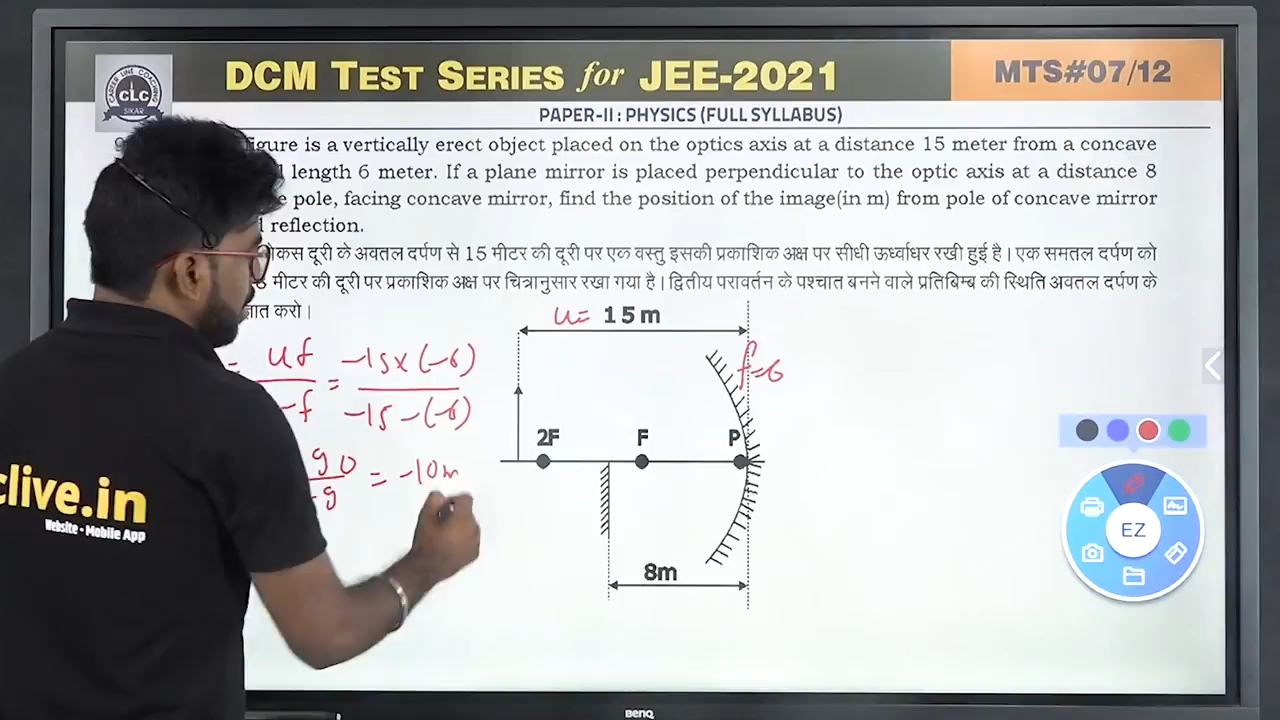 DCM TEST SERIES for JEE-2021
MTS#07/12
CLC
SIKAR
PAPER-II : PHYSICS (FULL SYLLABUS)
figure is a vertically erect object placed on the optics axis at a distance 15 meter from a concave
length 6 meter. If a plane mirror is placed perpendicular to the optic axis at a distance 8
pole, facing concave mirror, find the position of the image(in m) from pole of concave mirror
reflection.
दूरी के अवतल दर्पण से 15 मीटर की दूरी पर एक वस्तु इसकी प्रकाशिक अक्ष पर सीधी ऊर्ध्वाधर रखी हुई है। एक समतल दर्पण को
मीटर की दूरी पर प्रकाशिक अक्ष पर चित्रानुसार रखा गया है। द्वितीय परावर्तन के पश्चात बनने वाले प्रतिबिम्ब की स्थिति अवतल दर्पण के
करो।
u= 15m
= uf = -15×(-6)
-f -15-(-6)
f=6
2F F P
90 = -10m
-9
8m
clive.in
Website - Mobile App
EZ
BenQ